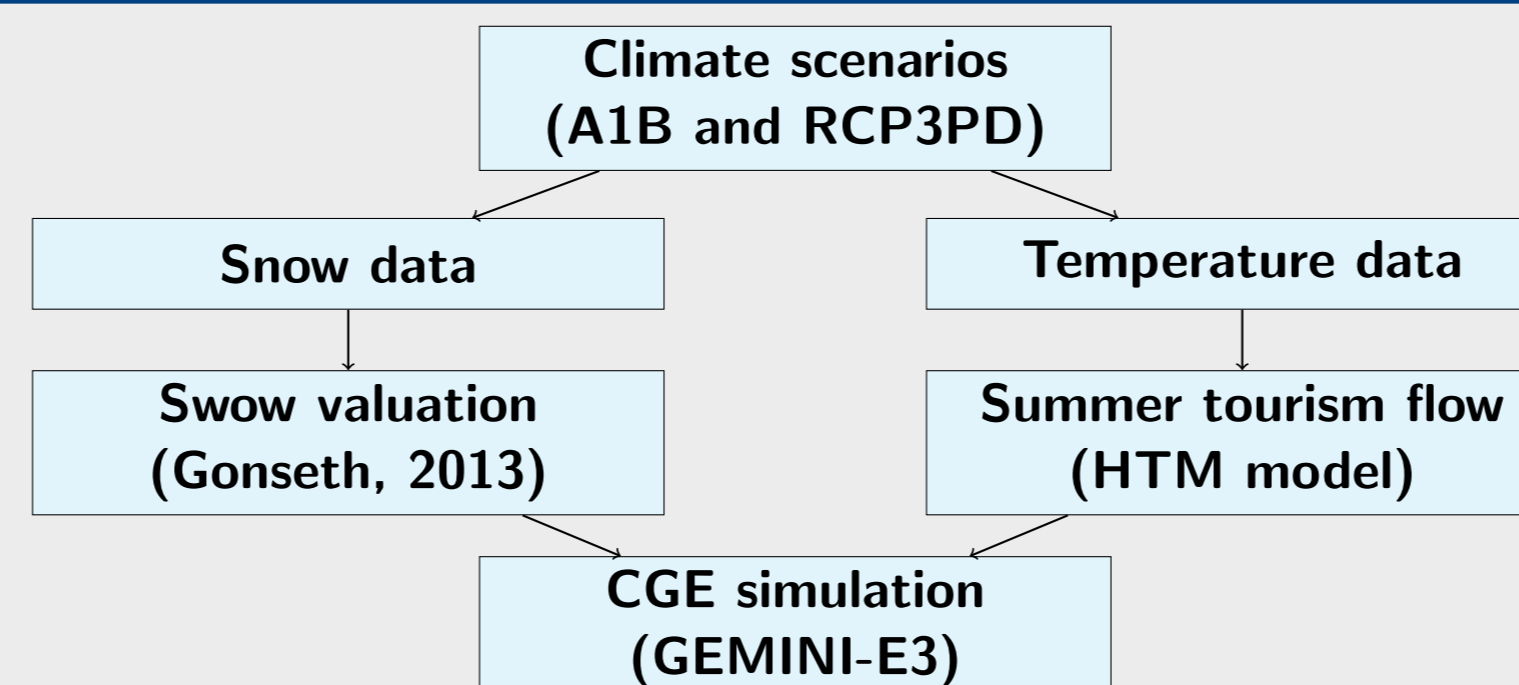 Climate scenarios
(A1B and RCP3PD)
Snow data
Temperature data
Swow valuation
(Gonseth, 2013)
Summer tourism flow
(HTM model)
CGE simulation
(GEMINI-E3)